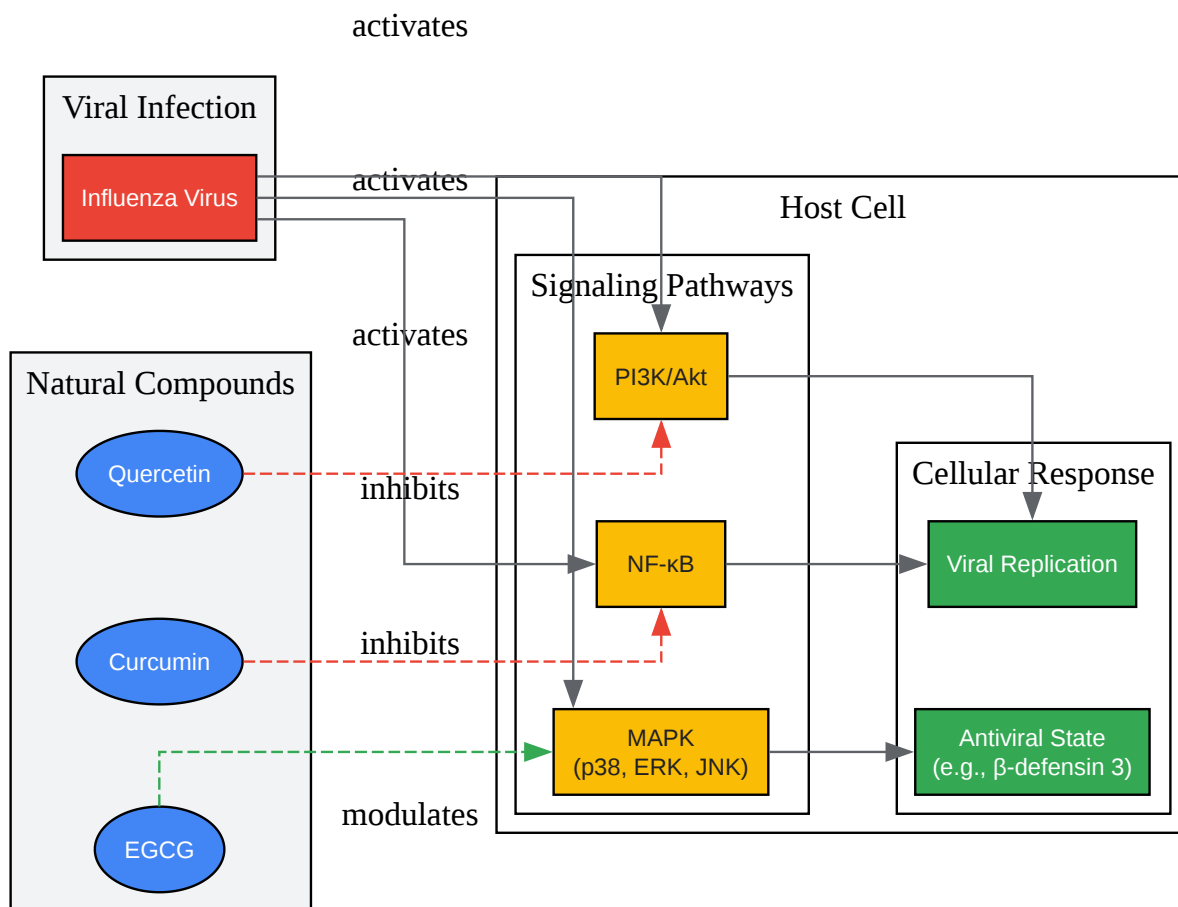 activates
Viral Infection
Influenza Virus
activates
Host Cell
Signaling Pathways
activates
PI3K/Akt
Natural Compounds
Quercetin
inhibits
Cellular Response
NF-κB
Viral Replication
Curcumin
inhibits
MAPK
(p38, ERK, JNK)
Antiviral State
(e.g., β-defensin 3)
modulates
EGCG